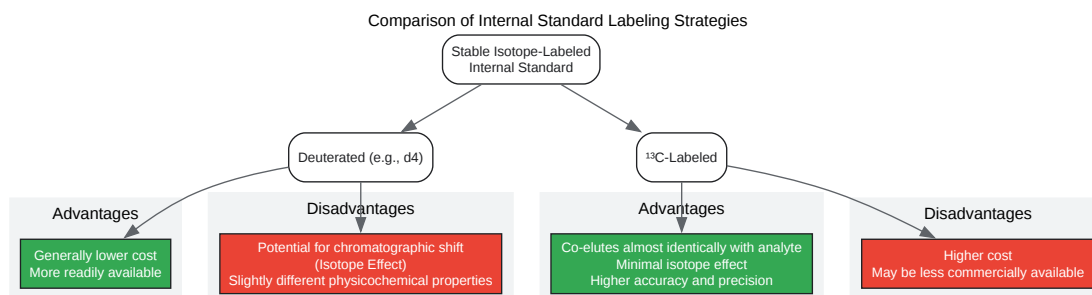 Comparison of Internal Standard Labeling Strategies
Stable Isotope-Labeled
Internal Standard
Deuterated (e.g., d4)
¹³C-Labeled
Advantages
Generally lower cost
More readily available
Disadvantages
Potential for chromatographic shift
(Isotope Effect)
Slightly different physicochemical properties
Advantages
Co-elutes almost identically with analyte
Minimal isotope effect
Higher accuracy and precision
Disadvantages
Higher cost
May be less commercially available